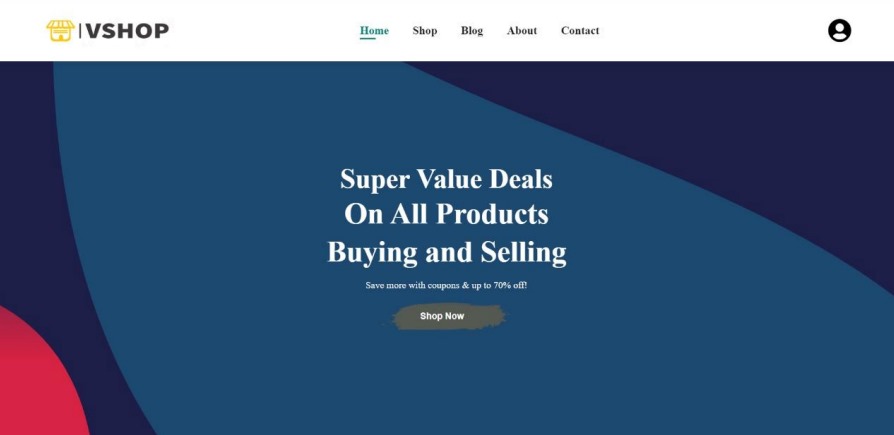 VSHOP
Home Shop Blog About Contact
Super Value Deals
On All Products
Buying and Selling
Save more with coupons & up to 70% off!
Shop Now